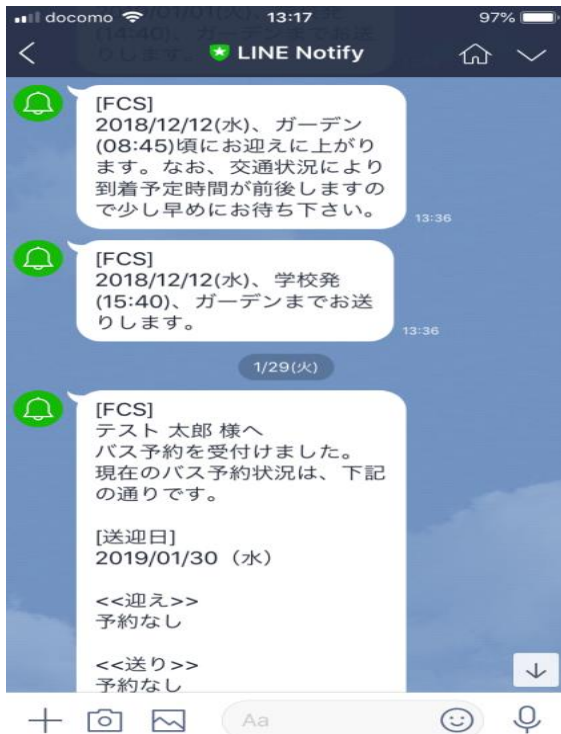 docomo
13:17
97%
LINE Notify
[FCS]
2018/12/12(水)、ガーデン
(08:45)頃にお迎えに上がり
ます。なお、交通状況により
到着予定時間が前後しますの
で少し早めにお待ち下さい。
13:36
[FCS]
2018/12/12(水)、学校発
(15:40)、ガーデンまでお送
りします。
13:36
1/29(火)
[FCS]
テスト 太郎 様へ
バス予約を受付けました。
現在のバス予約状況は、下記
の通りです。
[送迎日]
2019/01/30（水）
<<迎え>>
予約なし
<<送り>>
予約なし
Aa